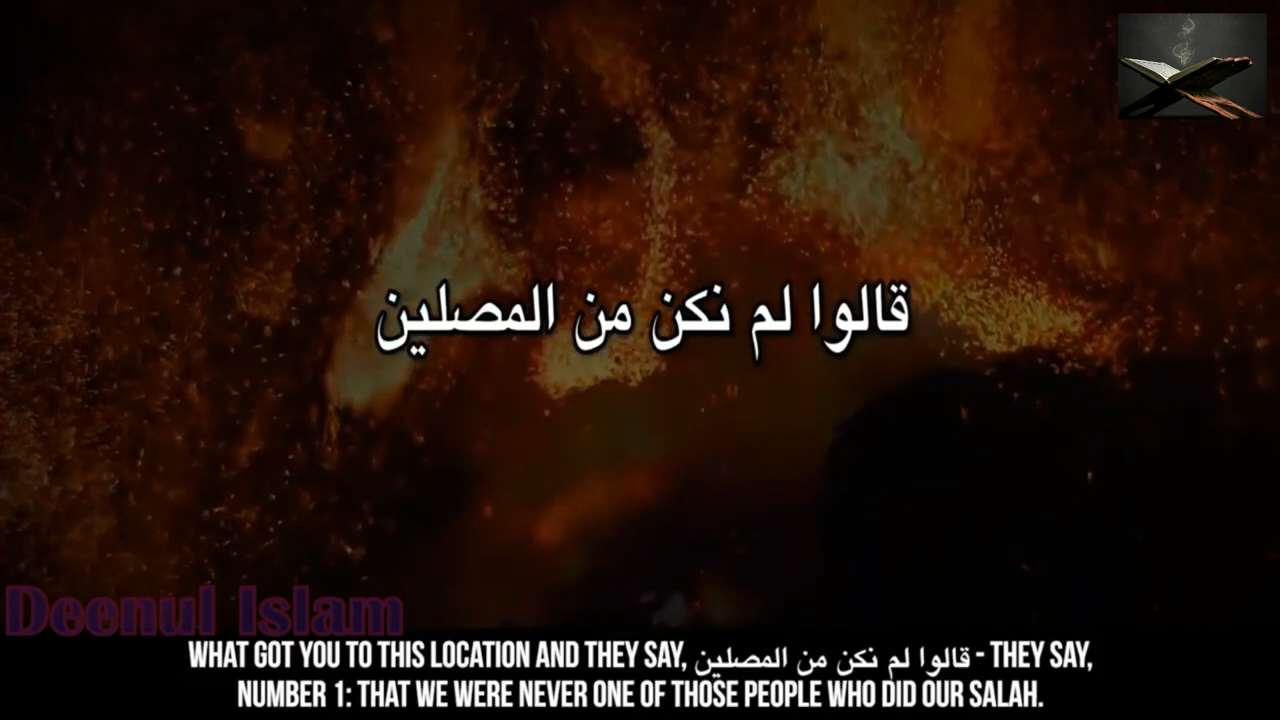 قالوا لم نكن من المصلين
Deenul Islam
WHAT GOT YOU TO THIS LOCATION AND THEY SAY, قالوا لم نكن من المصلين - THEY SAY,
NUMBER 1: THAT WE WERE NEVER ONE OF THOSE PEOPLE WHO DID OUR SALAH.